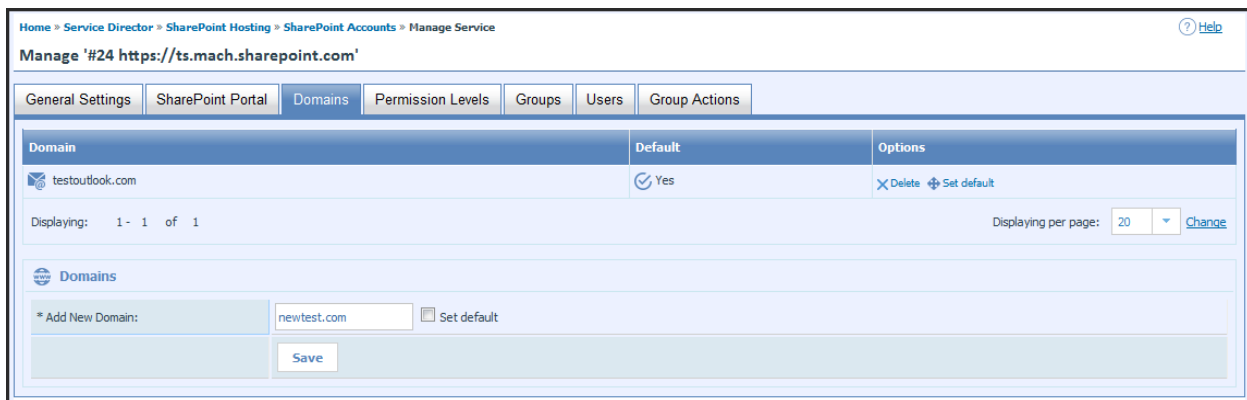 Home » Service Director » SharePoint Hosting » SharePoint Accounts » Manage Service
? Help
Manage '#24 https://ts.mach.sharepoint.com'
General Settings SharePoint Portal Domains Permission Levels Groups Users Group Actions
Domain Default Options
testoutlook.com Yes Delete Set default
Displaying: 1 - 1 of 1 Displaying per page: 20 Change
www Domains
* Add New Domain: newtest.com Set default
Save